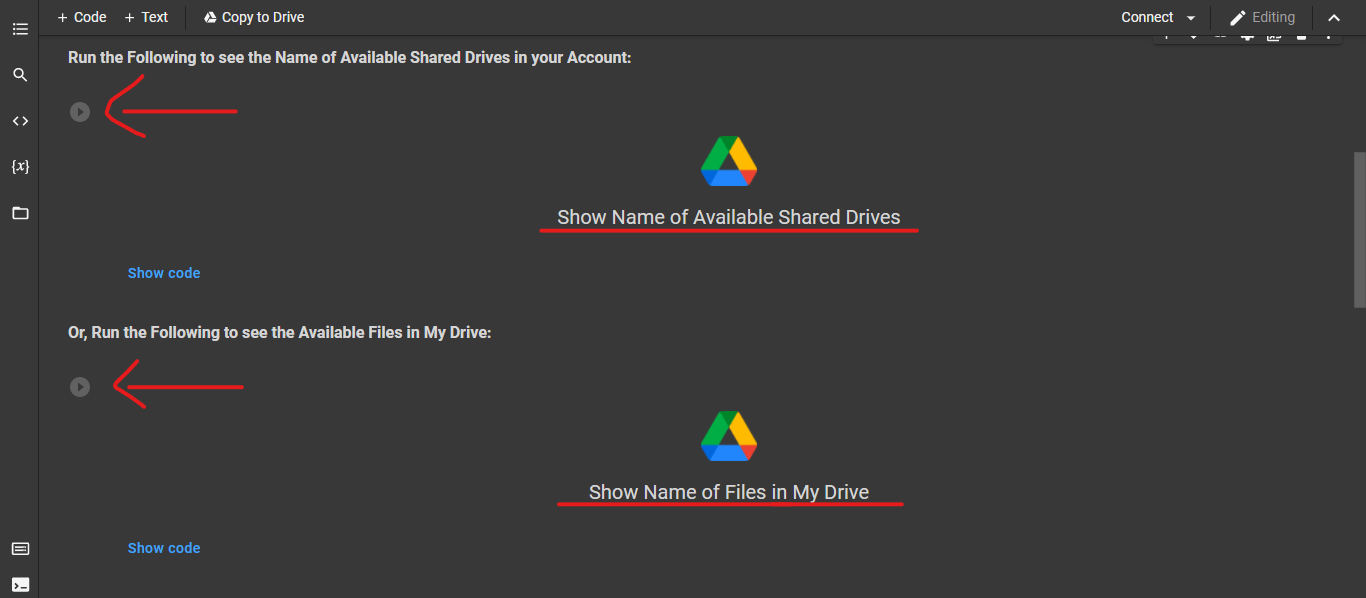 + Code + Text Copy to Drive Connect Editing
Run the Following to see the Name of Available Shared Drives in your Account:
Show Name of Available Shared Drives
Show code
Or, Run the Following to see the Available Files in My Drive:
Show Name of Files in My Drive
Show code
{x}